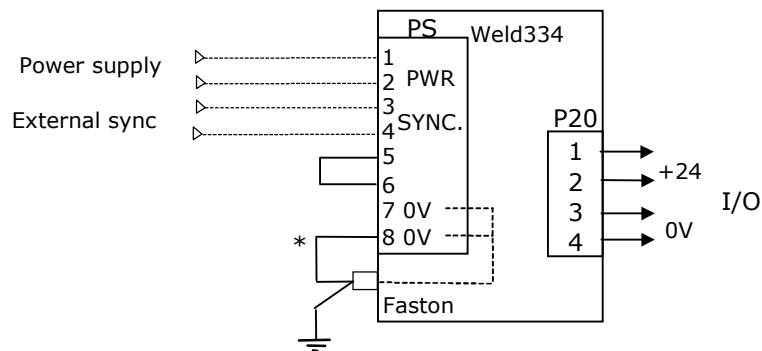 PS
Weld334
Power supply
1
2
PWR
External sync
3
4
SYNC.
5
6
7 0V
* 8 0V
Faston
P20
1
2
+24
3
4
0V
I/O